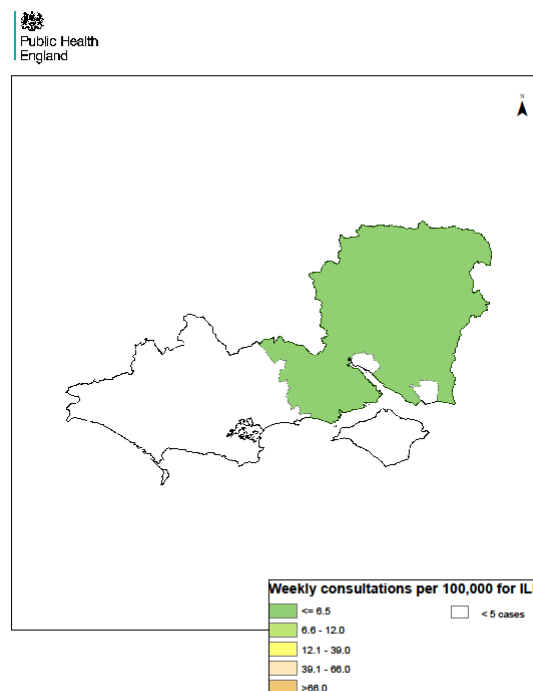 Public Health
England
N
Weekly consultations per 100,000 for IL
<= 6.5
< 5 cases
6.6 - 12.0
12.1 - 39.0
39.1 - 66.0
>66.0